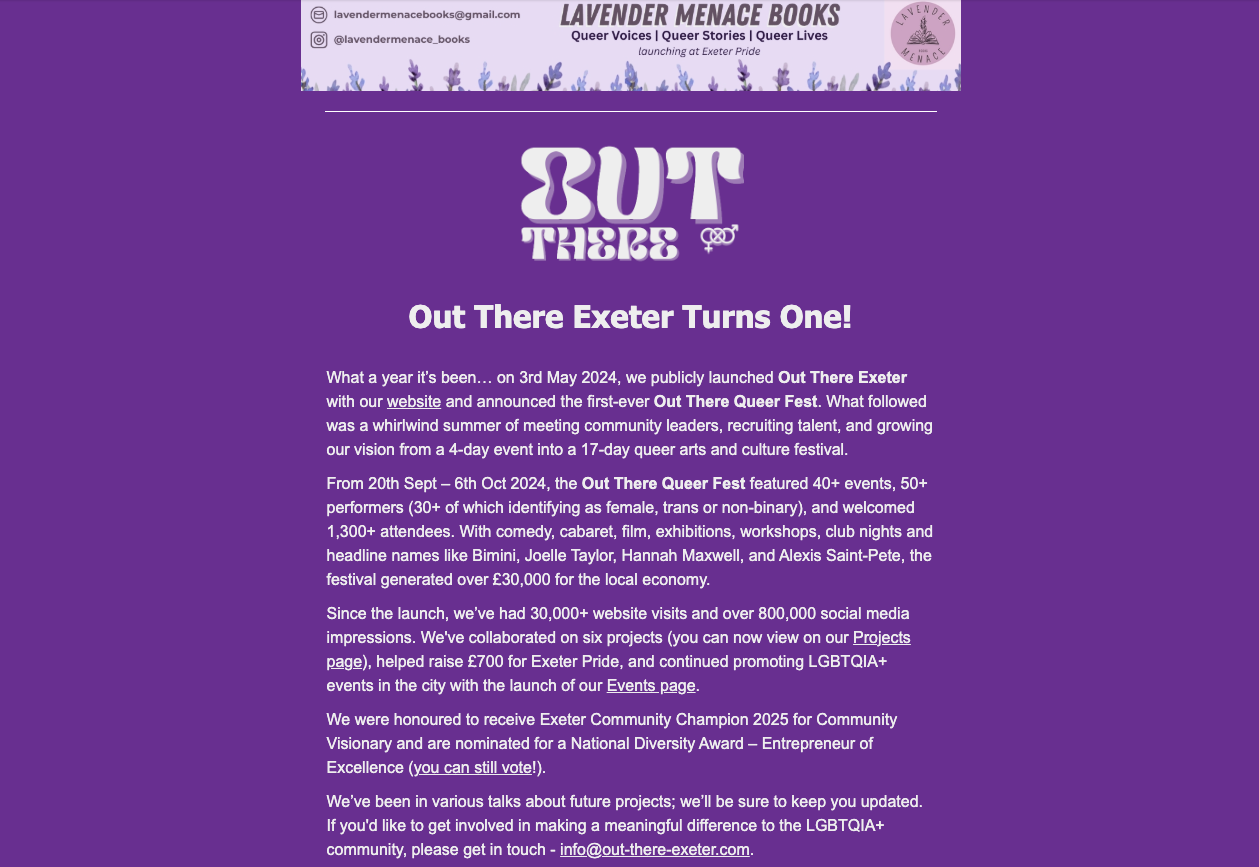 lavendermenacebooks@gmail.com
@lavendermenace_books
LAVENDER MENACE BOOKS
Queer Voices | Queer Stories | Queer Lives
launching at Exeter Pride
LAVENDER
MENACE
OUT
THERE
Out There Exeter Turns One!
What a year it’s been… on 3rd May 2024, we publicly launched Out There Exeter
with our website and announced the first-ever Out There Queer Fest. What followed
was a whirlwind summer of meeting community leaders, recruiting talent, and growing
our vision from a 4-day event into a 17-day queer arts and culture festival.
From 20th Sept – 6th Oct 2024, the Out There Queer Fest featured 40+ events, 50+
performers (30+ of which identifying as female, trans or non-binary), and welcomed
1,300+ attendees. With comedy, cabaret, film, exhibitions, workshops, club nights and
headline names like Bimini, Joelle Taylor, Hannah Maxwell, and Alexis Saint-Pete, the
festival generated over £30,000 for the local economy.
Since the launch, we’ve had 30,000+ website visits and over 800,000 social media
impressions. We've collaborated on six projects (you can now view on our Projects
page), helped raise £700 for Exeter Pride, and continued promoting LGBTQIA+
events in the city with the launch of our Events page.
We were honoured to receive Exeter Community Champion 2025 for Community
Visionary and are nominated for a National Diversity Award – Entrepreneur of
Excellence (you can still vote!).
We’ve been in various talks about future projects; we’ll be sure to keep you updated.
If you'd like to get involved in making a meaningful difference to the LGBTQIA+
community, please get in touch - info@out-there-exeter.com.